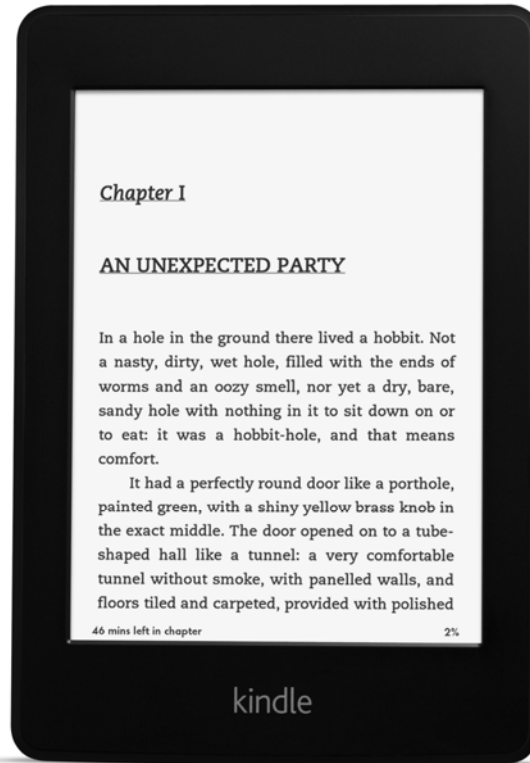 Chapter I
AN UNEXPECTED PARTY
In a hole in the ground there lived a hobbit. Not
a nasty, dirty, wet hole, filled with the ends of
worms and an oozy smell, nor yet a dry, bare,
sandy hole with nothing in it to sit down on or
to eat: it was a hobbit-hole, and that means
comfort.
It had a perfectly round door like a porthole,
painted green, with a shiny yellow brass knob in
the exact middle. The door opened on to a tube-
shaped hall like a tunnel: a very comfortable
tunnel without smoke, with panelled walls, and
floors tiled and carpeted, provided with polished
46 mins left in chapter 2%
kindle